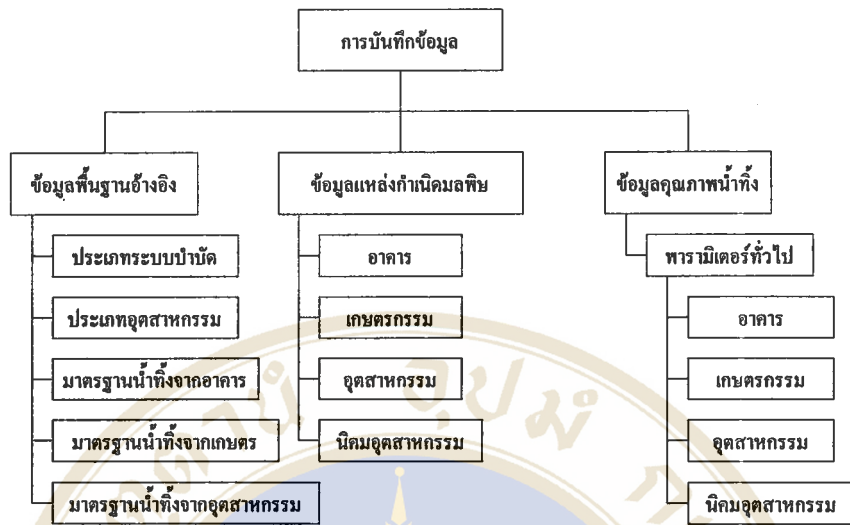 การบันทึกข้อมูล
ข้อมูลพื้นฐานอ้างอิง
ประเภทระบบบำบัด
ประเภทอุตสาหกรรม
มาตรฐานน้ำทิ้งจากอาคาร
มาตรฐานน้ำทิ้งจากเกษตร
มาตรฐานน้ำทิ้งจากอุตสาหกรรม
ข้อมูลแหล่งกำเนิดมลพิษ
อาคาร
เกษตรกรรม
อุตสาหกรรม
นิคมอุตสาหกรรม
ข้อมูลคุณภาพน้ำทิ้ง
พารามิเตอร์ทั่วไป
อาคาร
เกษตรกรรม
อุตสาหกรรม
นิคมอุตสาหกรรม
อุปมํ